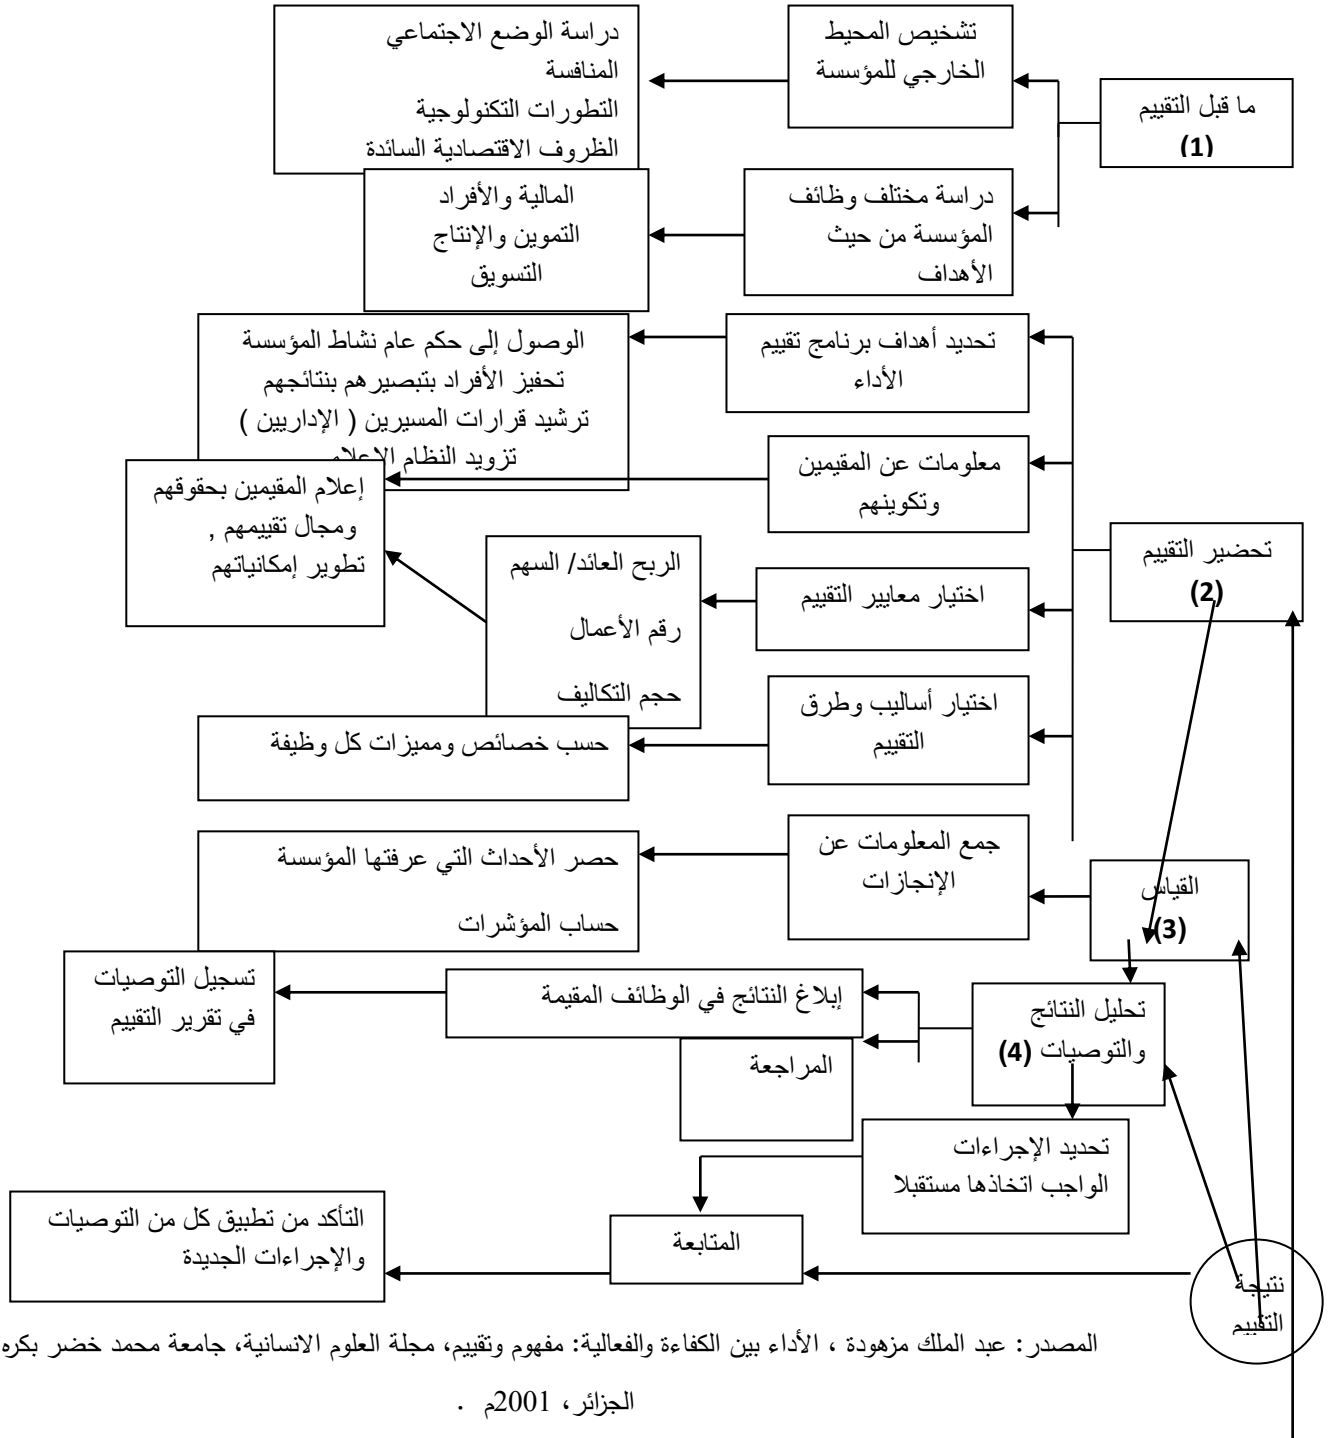 ما قبل التقييم
(1)
تشخيص المحيط
الخارجي للمؤسسة
دراسة الوضع الاجتماعي
المنافسة
التطورات التكنولوجية
الظروف الاقتصادية السائدة
دراسة مختلف وظائف
المؤسسة من حيث
الأهداف
المالية والأفراد
التموين والإنتاج
التسويق
تحضير التقييم
(2)
تحديد أهداف برنامج تقييم
الأداء
الوصول إلى حكم عام نشاط المؤسسة
تحفيز الأفراد بتبصيرهم بنتائجهم
ترشيد قرارات المسيرين ( الإداريين )
تزويد النظام
معلومات عن المقيمين
وتكوينهم
إعلام المقيمين بحقوقهم
ومجال تقييمهم ,
تطوير إمكانياتهم
اختيار معايير التقييم
الربح العائد/ السهم
رقم الأعمال
حجم التكاليف
اختيار أساليب وطرق
التقييم
حسب خصائص ومميزات كل وظيفة
القياس
(3)
جمع المعلومات عن
الإنجازات
حصر الأحداث التي عرفتها المؤسسة
حساب المؤشرات
تحليل النتائج
والتوصيات (4)
إبلاغ النتائج في الوظائف المقيمة
تسجيل التوصيات
في تقرير التقييم
المراجعة
تحديد الإجراءات
الواجب اتخاذها مستقبلا
المتابعة
التأكد من تطبيق كل من التوصيات
والإجراءات الجديدة
نتيجة
التقييم
المصدر: عبد الملك مزهودة ، الأداء بين الكفاءة والفعالية: مفهوم وتقييم، مجلة العلوم الانسانية، جامعة محمد خضر بكره
الجزائر، 2001م .